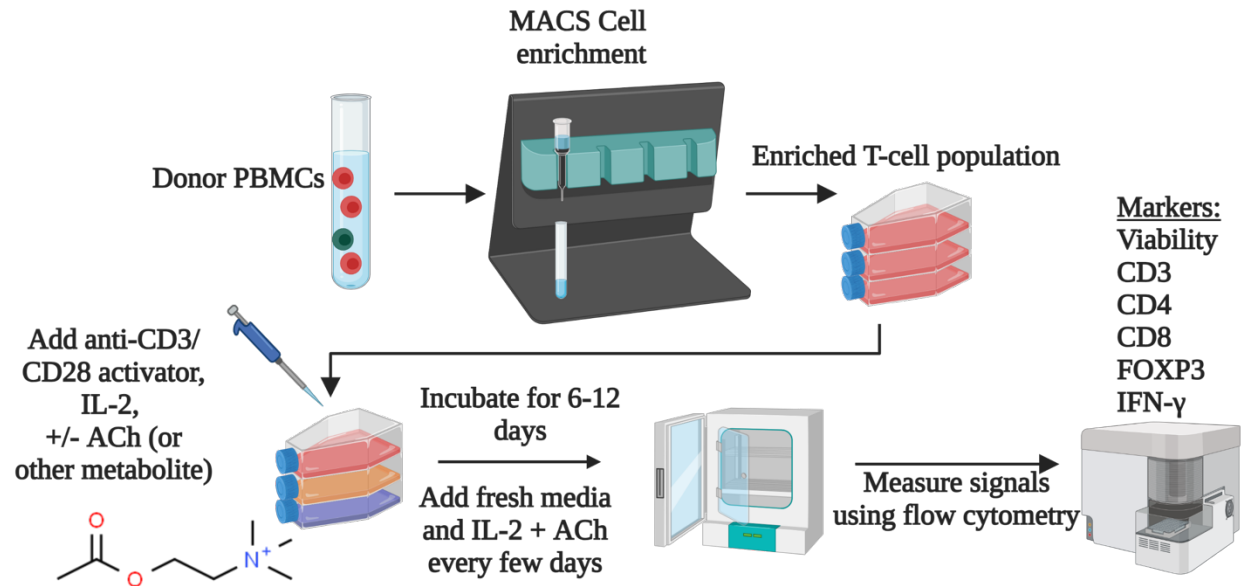 MACS Cell
enrichment
Donor PBMCs
Enriched T-cell population
Markers:
Viability
CD3
CD4
CD8
FOXP3
IFN-γ
Add anti-CD3/
CD28 activator,
IL-2,
+/- ACh (or
other metabolite)
Incubate for 6-12
days
Add fresh media
and IL-2 + ACh
every few days
Measure signals
using flow cytometry
O
O
N+